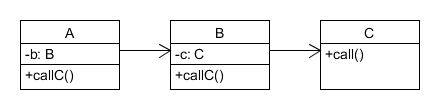 A
-b: B
+callC()
B
-c: C
+callC()
C
+call()